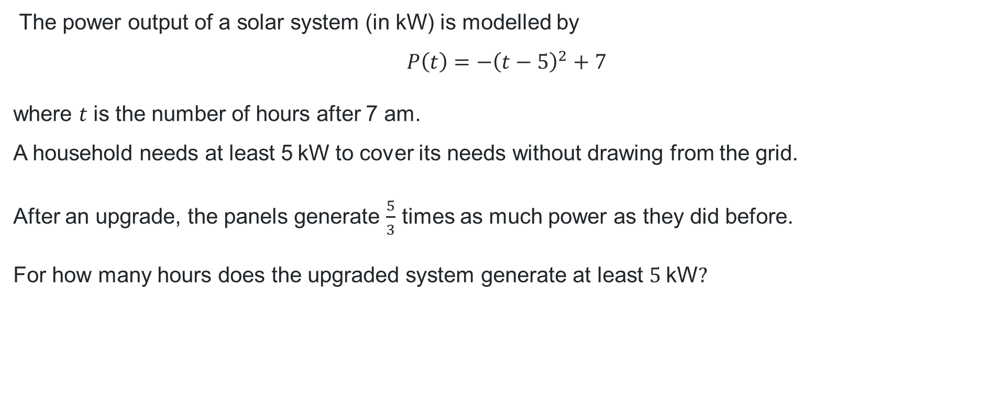 The power output of a solar system (in kW) is modelled by
P(t) = −(t − 5)² + 7
where t is the number of hours after 7 am.
A household needs at least 5 kW to cover its needs without drawing from the grid.
After an upgrade, the panels generate 5/3 times as much power as they did before.
For how many hours does the upgraded system generate at least 5 kW?